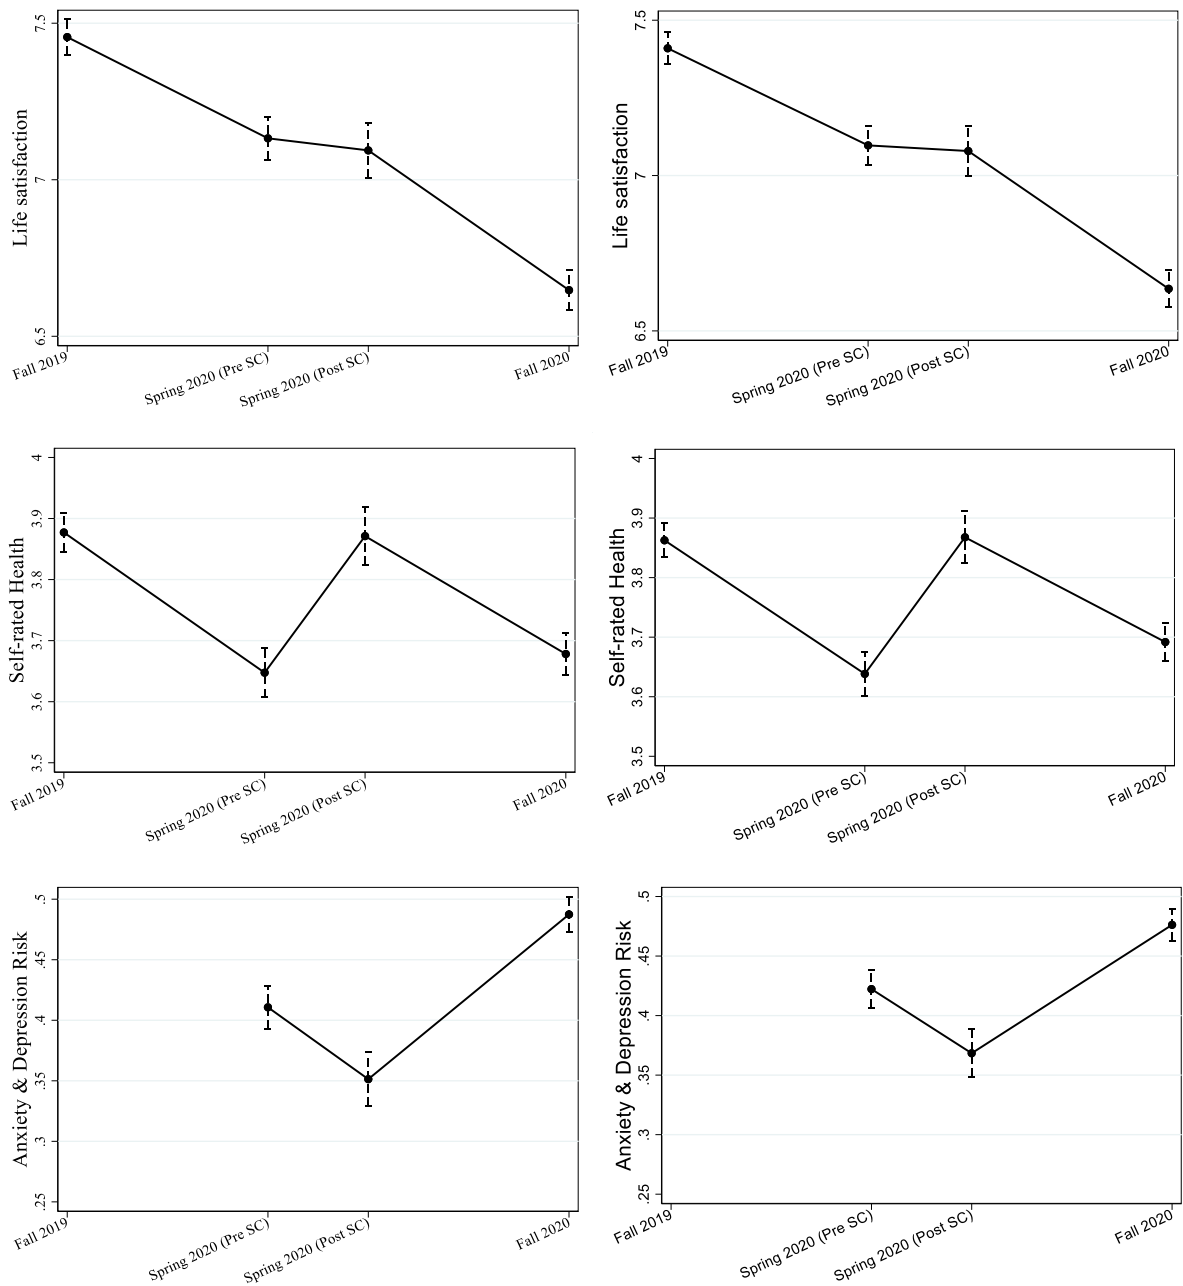 Life satisfaction
7.5
7
6.5
Fall 2019
Spring 2020 (Pre SC)
Spring 2020 (Post SC)
Fall 2020
Life satisfaction
7.5
7
6.5
Fall 2019
Spring 2020 (Pre SC)
Spring 2020 (Post SC)
Fall 2020
Self-rated Health
4
3.9
3.8
3.7
3.6
3.5
Fall 2019
Spring 2020 (Pre SC)
Spring 2020 (Post SC)
Fall 2020
Self-rated Health
4
3.9
3.8
3.7
3.6
3.5
Fall 2019
Spring 2020 (Pre SC)
Spring 2020 (Post SC)
Fall 2020
Anxiety & Depression Risk
.5
.45
.4
.35
.3
.25
Fall 2019
Spring 2020 (Pre SC)
Spring 2020 (Post SC)
Fall 2020
Anxiety & Depression Risk
.5
.45
.4
.35
.3
.25
Fall 2019
Spring 2020 (Pre SC)
Spring 2020 (Post SC)
Fall 2020